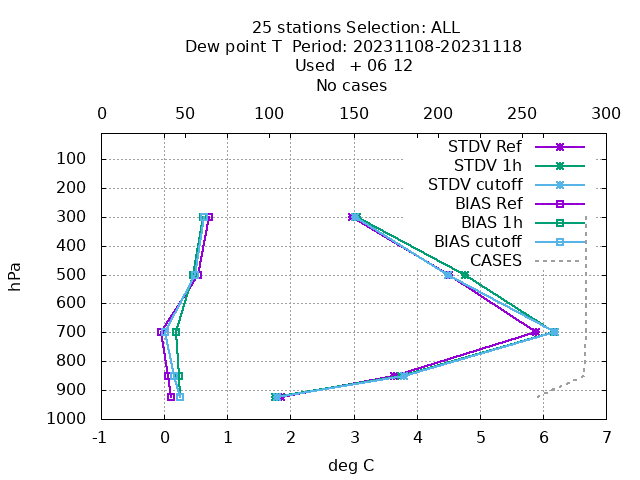 25 stations Selection: ALL
Dew point T  Period: 20231108-20231118
Used   + 06 12
No cases
0 50 100 150 200 250 300
STDV Ref
STDV 1h
STDV cutoff
BIAS Ref
BIAS 1h
BIAS cutoff
CASES
hPa
100
200
300
400
500
600
700
800
900
1000
-1 0 1 2 3 4 5 6 7
deg C